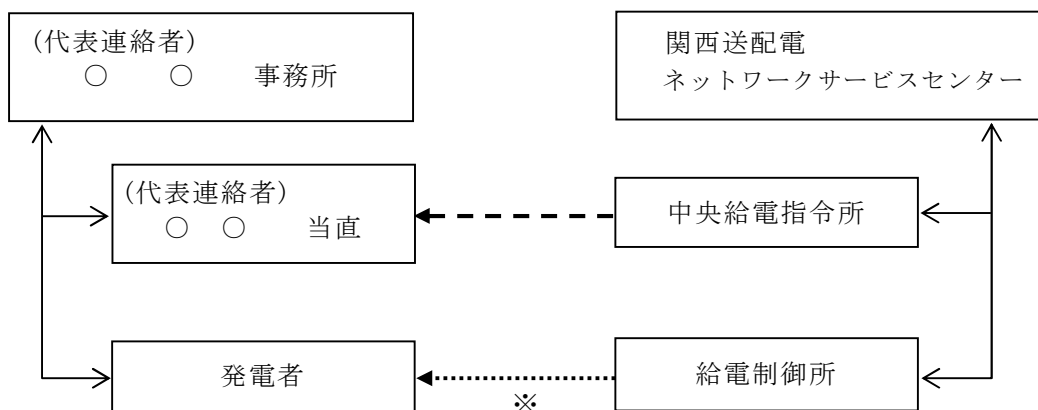 (代表連絡者)
○　○　事務所
関西送配電
ネットワークサービスセンター
(代表連絡者)
○　○　当直
中央給電指令所
発電者
給電制御所
※